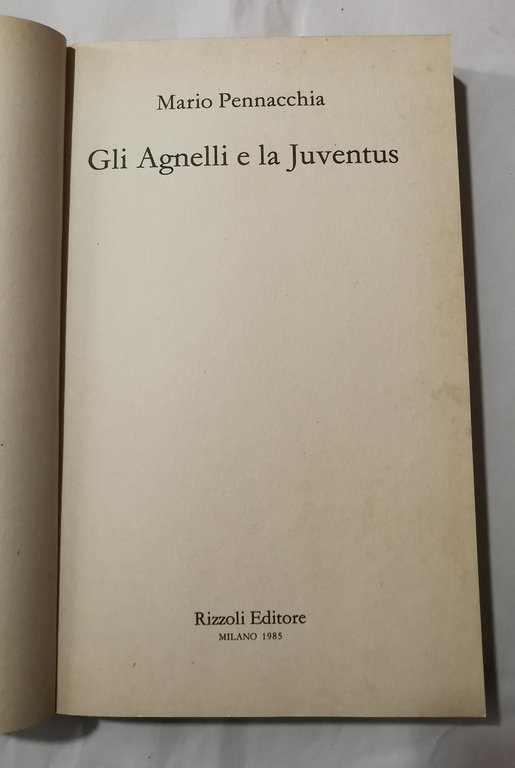 Mario Pennacchia
Gli Agnelli e la Juventus
Rizzoli Editore
MILANO 1985